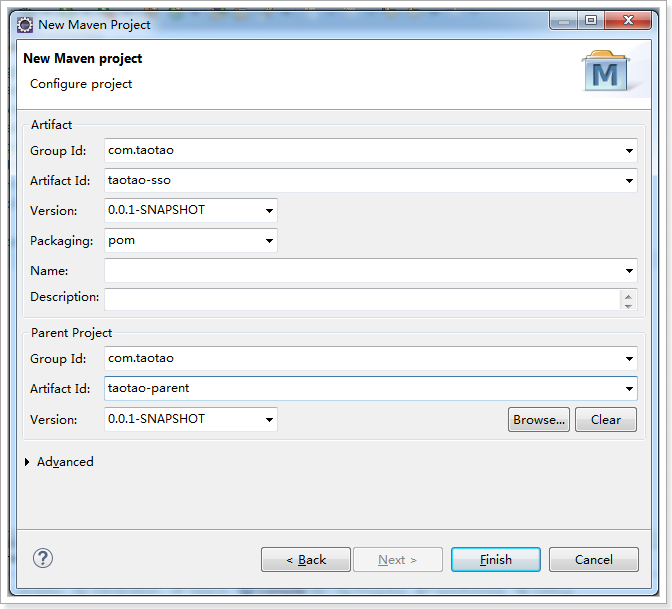 New Maven Project
New Maven project
Configure project
M
Artifact
Group Id: com.taotao
Artifact Id: taotao-sso
Version: 0.0.1-SNAPSHOT
Packaging: pom
Name:
Description:
Parent Project
Group Id: com.taotao
Artifact Id: taotao-parent
Version: 0.0.1-SNAPSHOT Browse... Clear
Advanced
? < Back Next > Finish Cancel